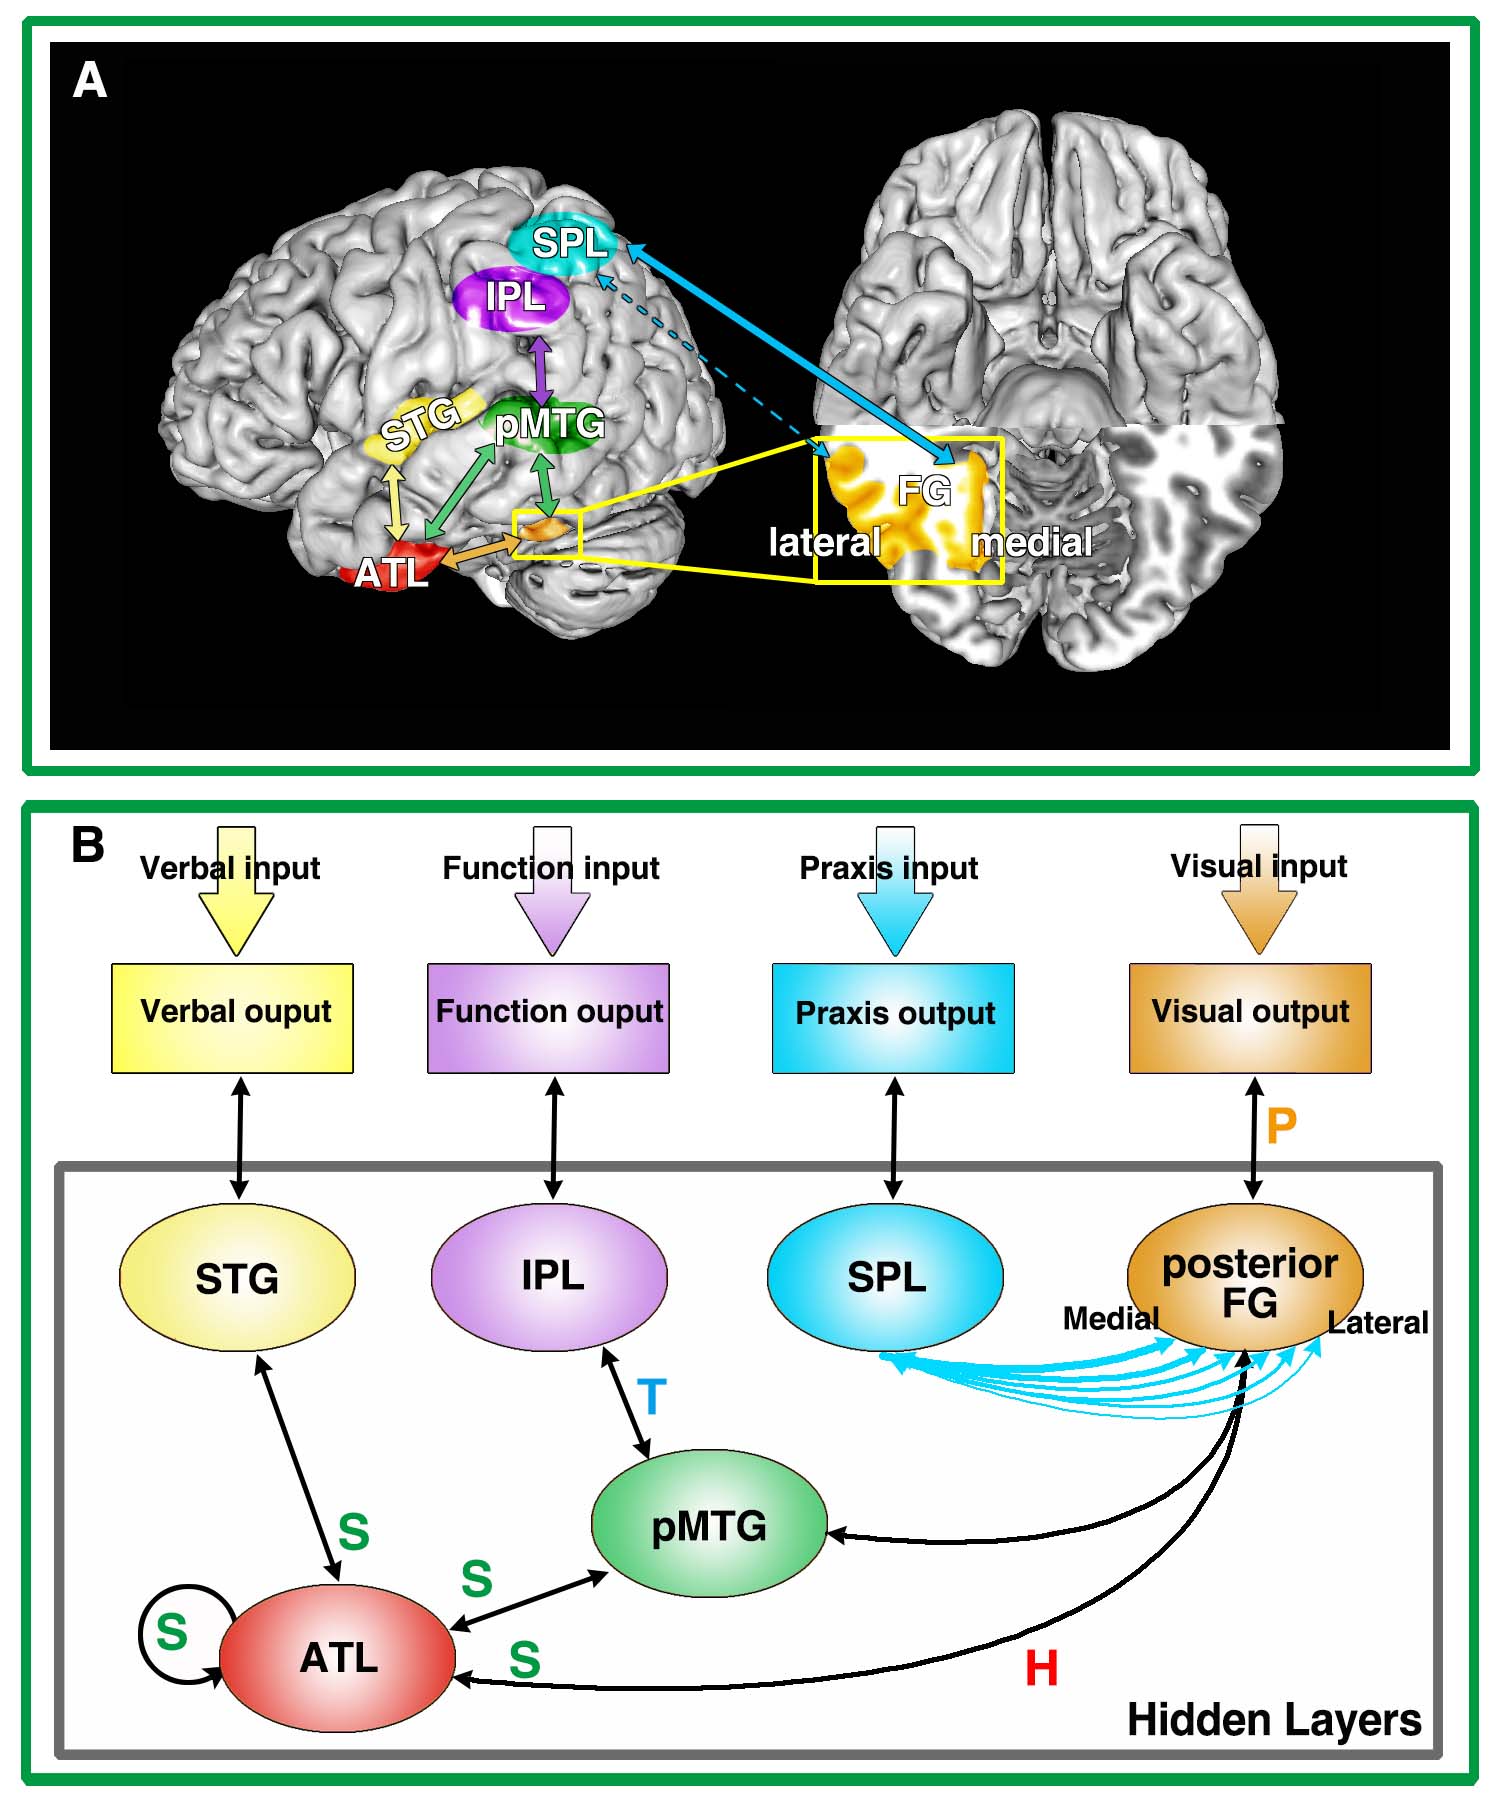 A
SPL
IPL
STG
pMTG
FG
lateral
medial
ATL
B
Verbal input
Function input
Praxis input
Visual input
Verbal ouput
Function ouput
Praxis output
Visual output
P
STG
IPL
SPL
posterior
FG
Medial
Lateral
T
pMTG
S
S
S
ATL
S
H
Hidden Layers